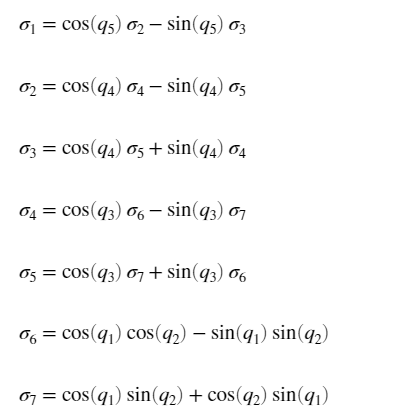 σ₁ = cos(q₅) σ₂ − sin(q₅) σ₃
σ₂ = cos(q₄) σ₄ − sin(q₄) σ₅
σ₃ = cos(q₄) σ₅ + sin(q₄) σ₄
σ₄ = cos(q₃) σ₆ − sin(q₃) σ₇
σ₅ = cos(q₃) σ₇ + sin(q₃) σ₆
σ₆ = cos(q₁) cos(q₂) − sin(q₁) sin(q₂)
σ₇ = cos(q₁) sin(q₂) + cos(q₂) sin(q₁)